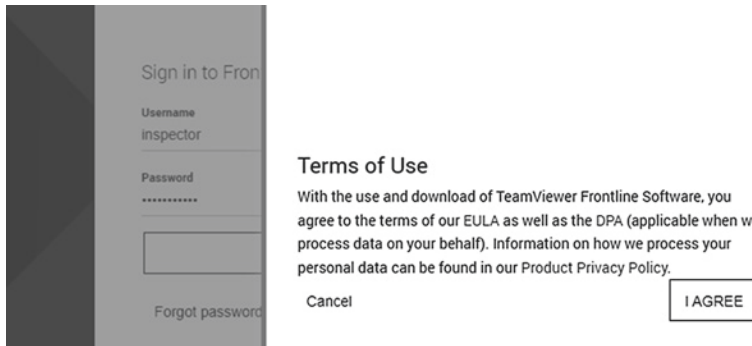 Sign in to Fron
Username
inspector
Password
•••••••••••
Forgot password
Terms of Use
With the use and download of TeamViewer Frontline Software, you
agree to the terms of our EULA as well as the DPA (applicable when w
process data on your behalf). Information on how we process your
personal data can be found in our Product Privacy Policy.
Cancel
I AGREE